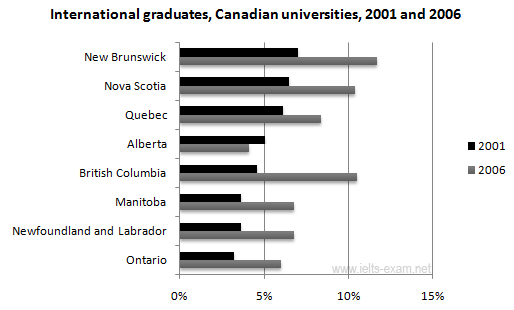 International graduates, Canadian universities, 2001 and 2006
New Brunswick
Nova Scotia
Quebec
Alberta
British Columbia
Manitoba
Newfoundland and Labrador
Ontario
2001
2006
www.ielts-exam.net
0% 5% 10% 15%